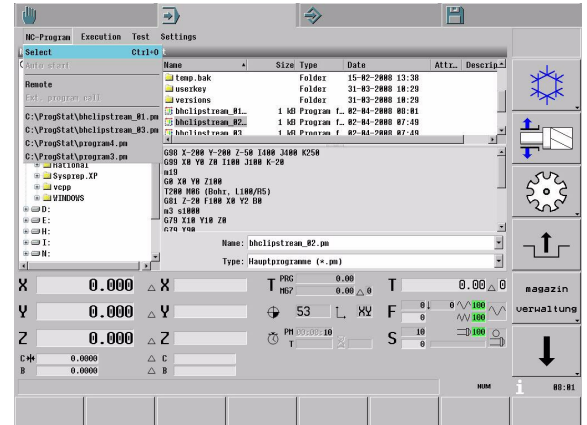 NC-Program Execution Test Settings
Select Ctrl+O
Auto start
Remote
Ext. program call
C:\ProgStat\bhclipstream_01.pm
C:\ProgStat\bhclipstream_03.pm
C:\ProgStat\program4.pm
C:\ProgStat\program3.pm
Rational
Sysprep.XP
vcpp
WINDOWS
D:
E:
H:
I:
N:
Name Size Type Date Attr.. Descrip
temp.bak Folder 15-02-2008 13:38
userkey Folder 31-03-2008 10:29
versions Folder 31-03-2008 10:29
bhclipstream_01… 1 kB Program f… 02-04-2008 08:01
bhclipstream_02… 1 kB Program f… 02-04-2008 07:49
bhclipstream_03 1 kB Program f 02-04-2008 07:49
G98 X-200 Y-200 Z-50 I400 J400 K250
G99 X0 Y0 Z0 I100 J100 K-20
m19
G0 X0 Y0 Z100
T200 M06 (Bohr, L100/R5)
G81 Z-20 F100 X0 Y2 B0
m3 s1000
G79 X10 Y10 Z0
G79 X90
Name: bhclipstream_02.pm
Type: Hauptprogramme (*.pm)
X 0.000 X
Y 0.000 Y
Z 0.000 Z
C 0.0000 C
B 0.0000 B
T PRG 0.00
M67 0.00 0
53 XY
PM 00:00:10
T
T 0.00 0
F 0 0 100
0 100
S 10 100
0
magazin
verwaltung
NUM
i 08:01